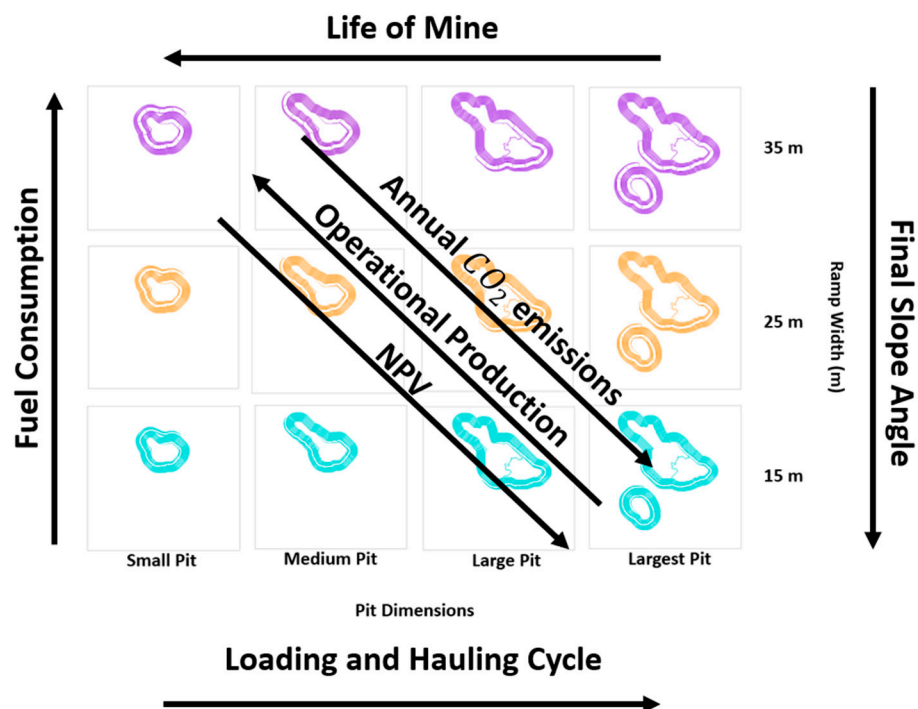 Life of Mine
Fuel Consumption
35 m
Annual CO₂ emissions
Operational Production
NPV
25 m
Ramp Width (m)
Final Slope Angle
15 m
Small Pit
Medium Pit
Large Pit
Largest Pit
Pit Dimensions
Loading and Hauling Cycle